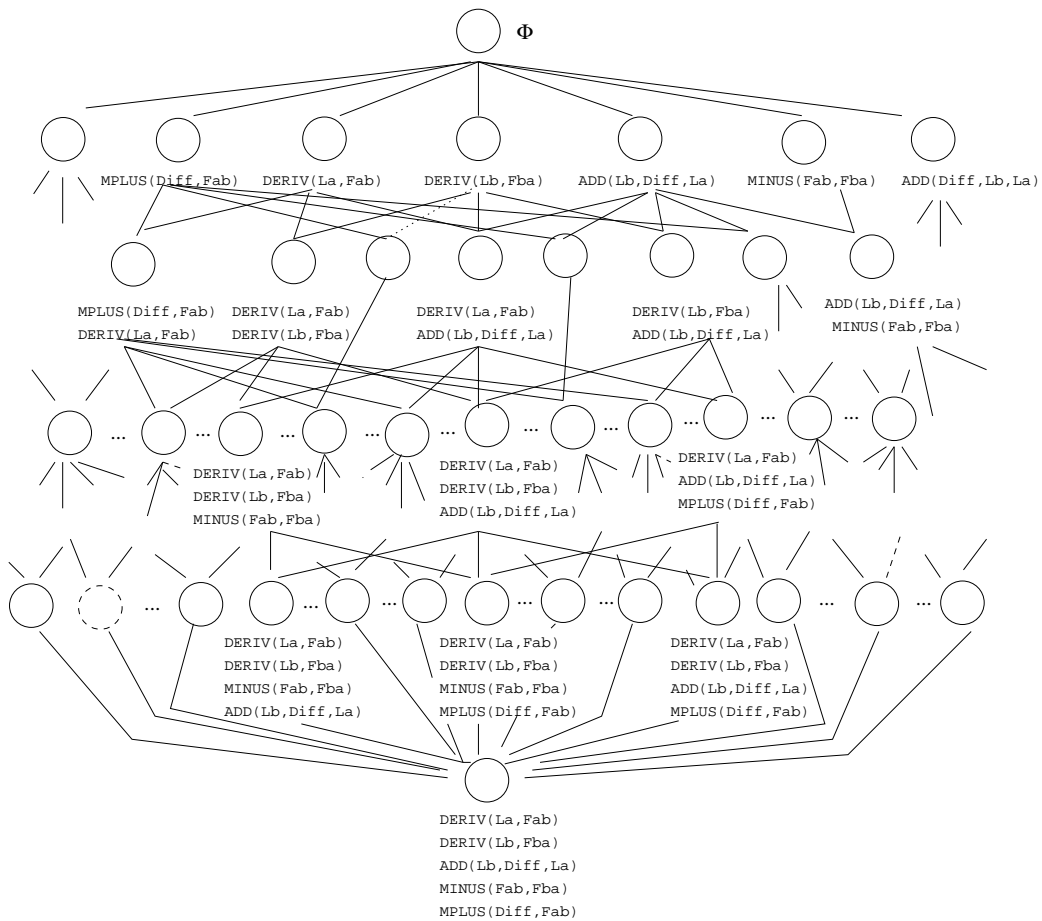 Φ
MPLUS(Diff,Fab) DERIV(La,Fab) DERIV(Lb,Fba) ADD(Lb,Diff,La) MINUS(Fab,Fba) ADD(Diff,Lb,La)
MPLUS(Diff,Fab)
DERIV(La,Fab)
DERIV(La,Fab)
DERIV(Lb,Fba)
DERIV(La,Fab)
ADD(Lb,Diff,La)
DERIV(Lb,Fba)
ADD(Lb,Diff,La)
ADD(Lb,Diff,La)
MINUS(Fab,Fba)
... ... ... ... ... ... ... ... ... ...
DERIV(La,Fab)
DERIV(Lb,Fba)
MINUS(Fab,Fba)
DERIV(La,Fab)
DERIV(Lb,Fba)
ADD(Lb,Diff,La)
DERIV(La,Fab)
ADD(Lb,Diff,La)
MPLUS(Diff,Fab)
... ... ... ... ... ... ...
DERIV(La,Fab)
DERIV(Lb,Fba)
MINUS(Fab,Fba)
ADD(Lb,Diff,La)
DERIV(La,Fab)
DERIV(Lb,Fba)
MINUS(Fab,Fba)
MPLUS(Diff,Fab)
DERIV(La,Fab)
DERIV(Lb,Fba)
ADD(Lb,Diff,La)
MPLUS(Diff,Fab)
DERIV(La,Fab)
DERIV(Lb,Fba)
ADD(Lb,Diff,La)
MINUS(Fab,Fba)
MPLUS(Diff,Fab)